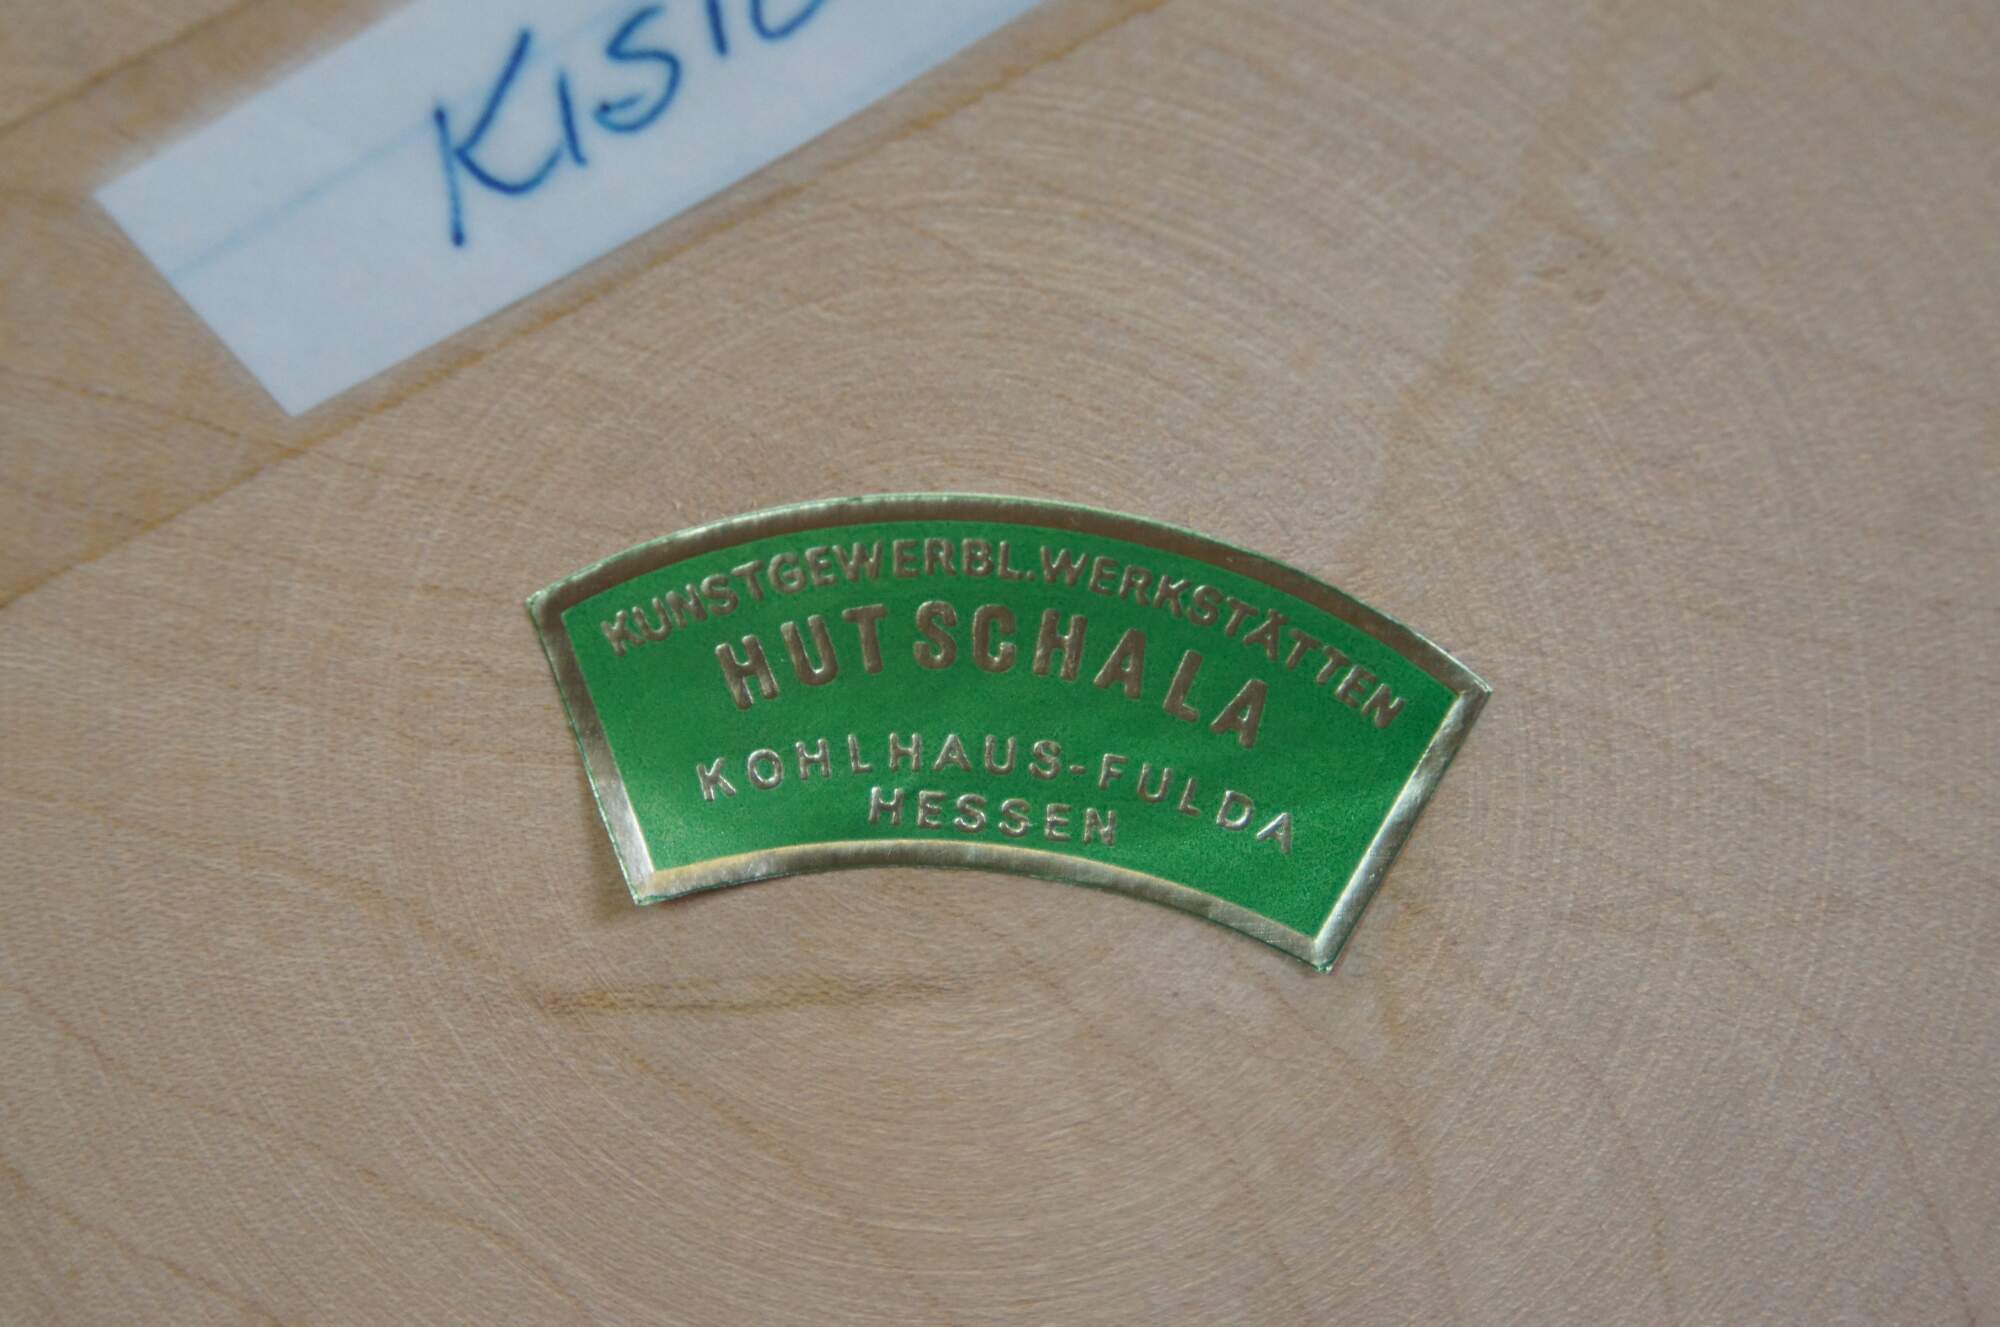 KUNSTGEWERBL.WERKSTÄTTEN
HUTSCHALA
KOHLHAUS-FULDA
HESSEN